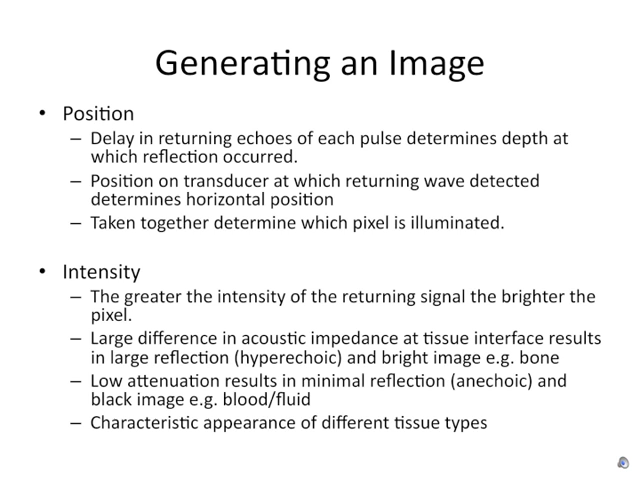 Generating an Image
• Position
– Delay in returning echoes of each pulse determines depth at
which reflection occurred.
– Position on transducer at which returning wave detected
determines horizontal position
– Taken together determine which pixel is illuminated.
• Intensity
– The greater the intensity of the returning signal the brighter the
pixel.
– Large difference in acoustic impedance at tissue interface results
in large reflection (hyperechoic) and bright image e.g. bone
– Low attenuation results in minimal reflection (anechoic) and
black image e.g. blood/fluid
– Characteristic appearance of different tissue types